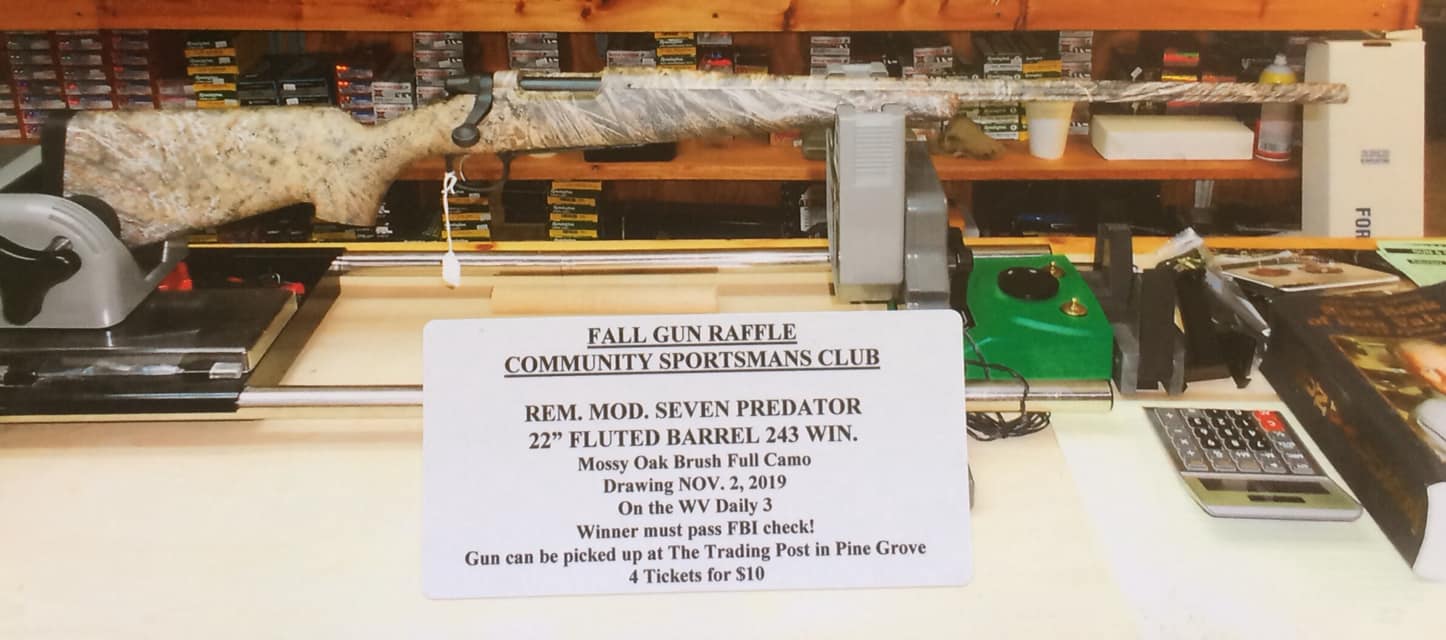 FALL GUN RAFFLE
COMMUNITY SPORTSMANS CLUB
REM. MOD. SEVEN PREDATOR
22” FLUTED BARREL 243 WIN.
Mossy Oak Brush Full Camo
Drawing NOV. 2, 2019
On the WV Daily 3
Winner must pass FBI check!
Gun can be picked up at The Trading Post in Pine Grove
4 Tickets for $10
FOR